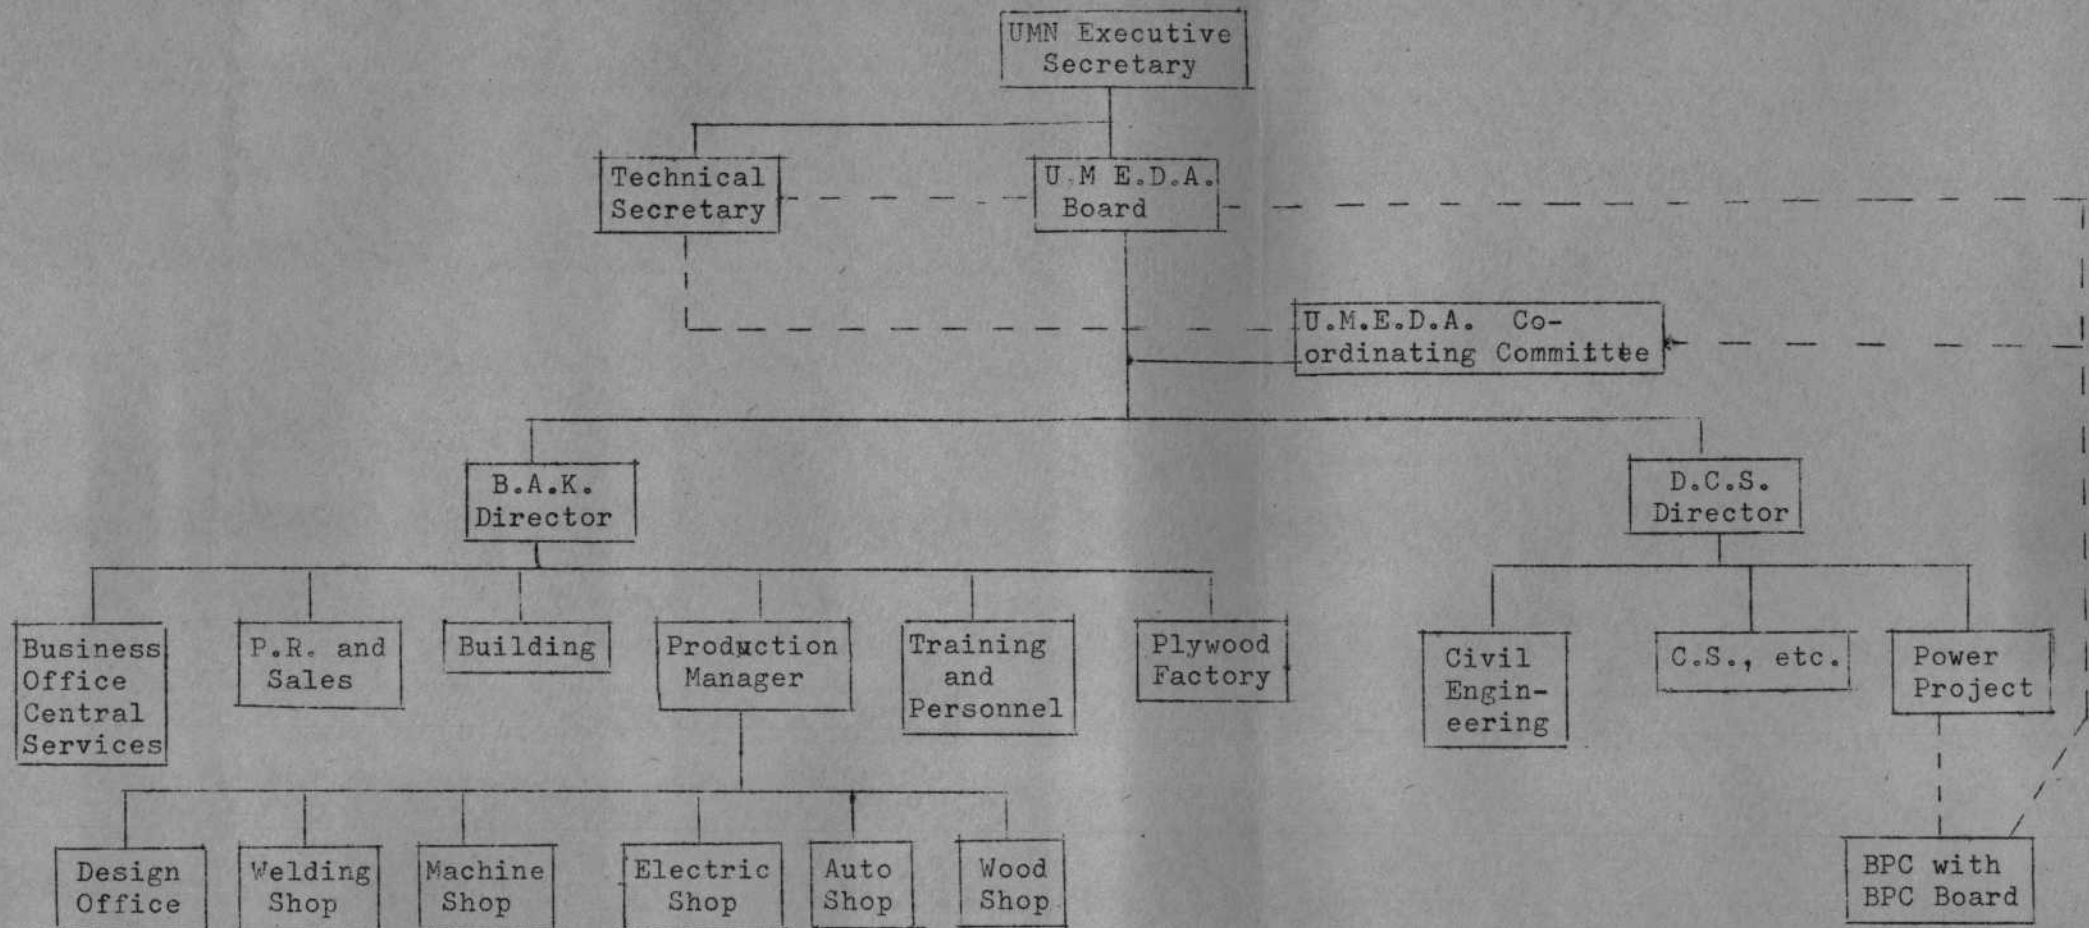 UMN Executive
Secretary
Technical
Secretary
U.M E.D.A.
Board
U.M.E.D.A. Co-
ordinating Committee
B.A.K.
Director
D.C.S.
Director
Business
Office
Central
Services
P.R. and
Sales
Building
Production
Manager
Training
and
Personnel
Plywood
Factory
Civil
Engin-
eering
C.S., etc.
Power
Project
Design
Office
Welding
Shop
Machine
Shop
Electric
Shop
Auto
Shop
Wood
Shop
BPC with
BPC Board